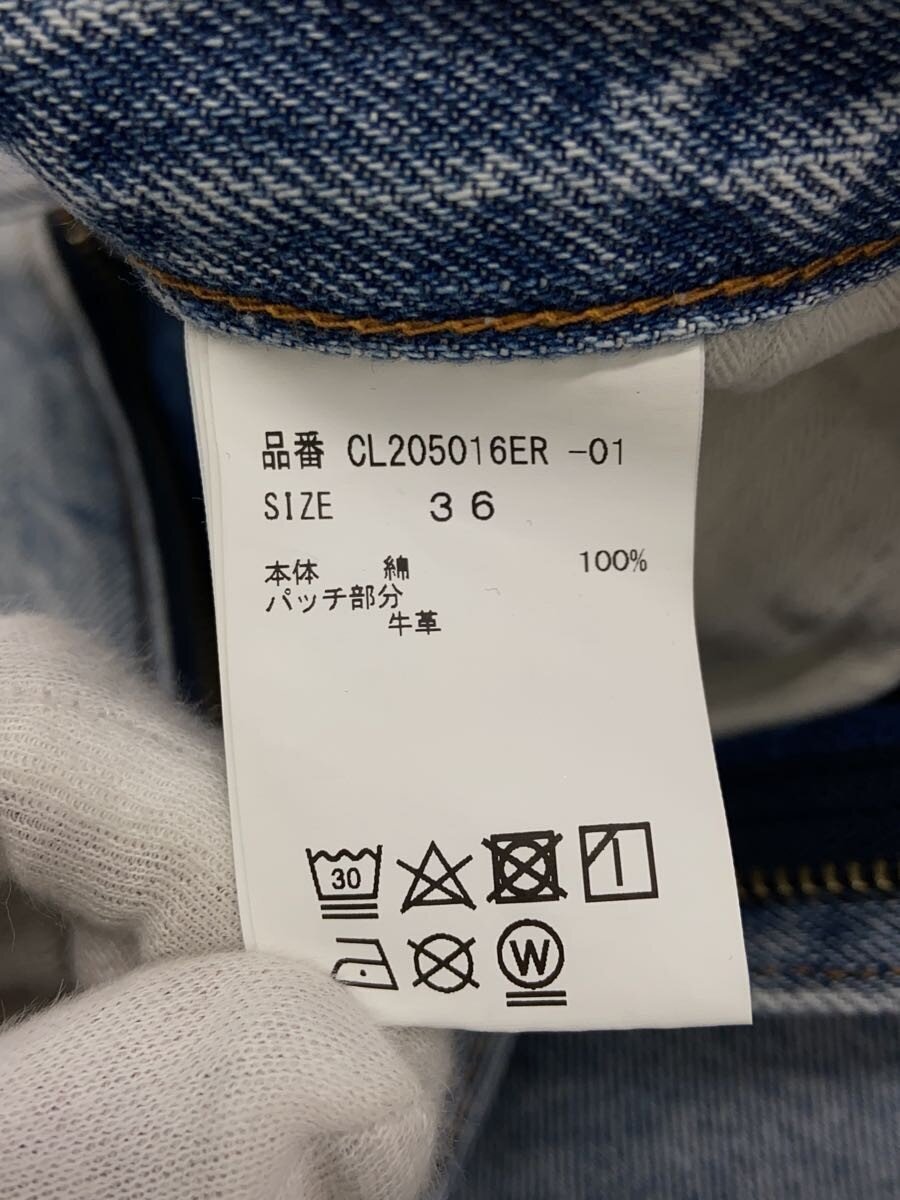 品番 CL205016ER -01
SIZE 36
本体 綿 100%
パッチ部分
牛革
30
W